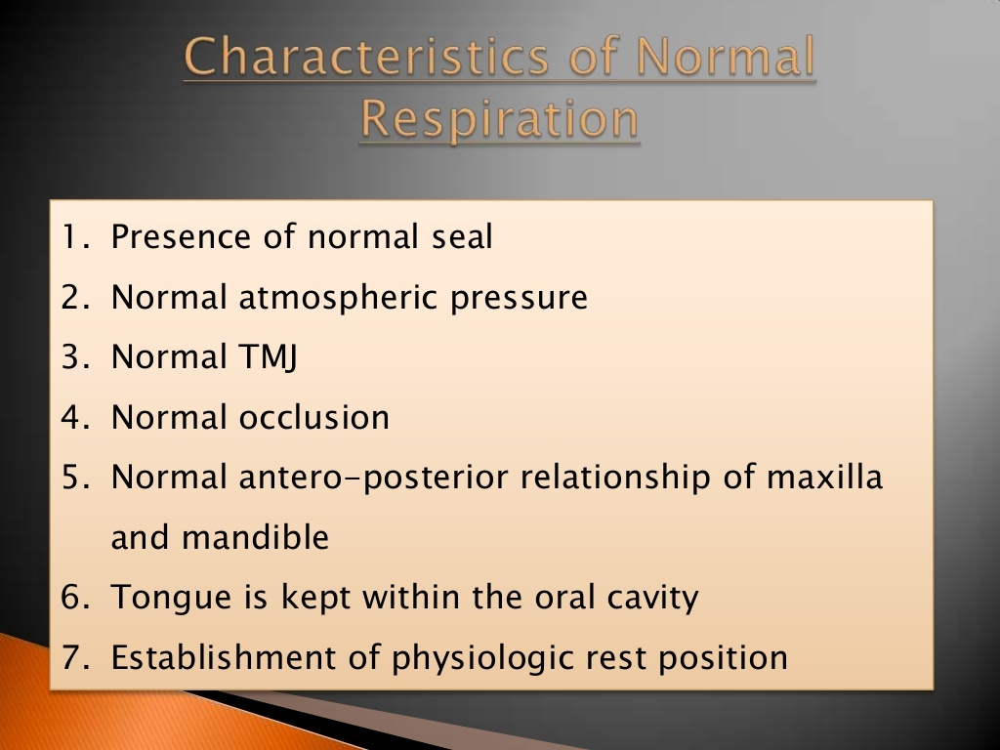 Characteristics of Normal
Respiration
1. Presence of normal seal
2. Normal atmospheric pressure
3. Normal TMJ
4. Normal occlusion
5. Normal antero-posterior relationship of maxilla
and mandible
6. Tongue is kept within the oral cavity
7. Establishment of physiologic rest position